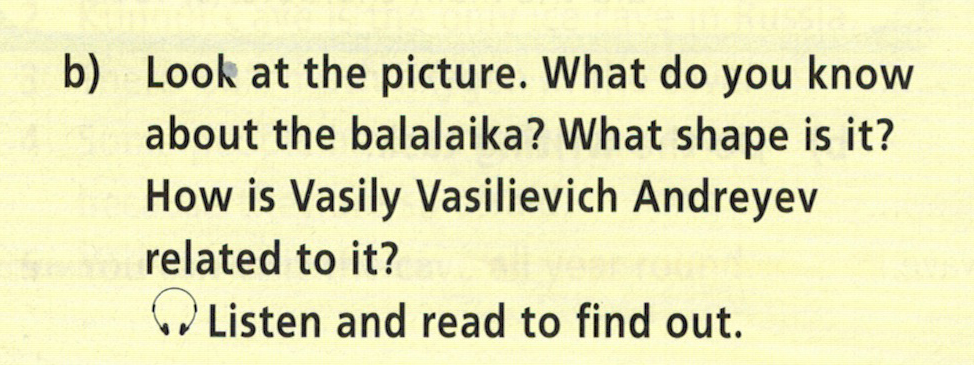 b) Look at the picture. What do you know
about the balalaika? What shape is it?
How is Vasily Vasilievich Andreyev
related to it?
Listen and read to find out.